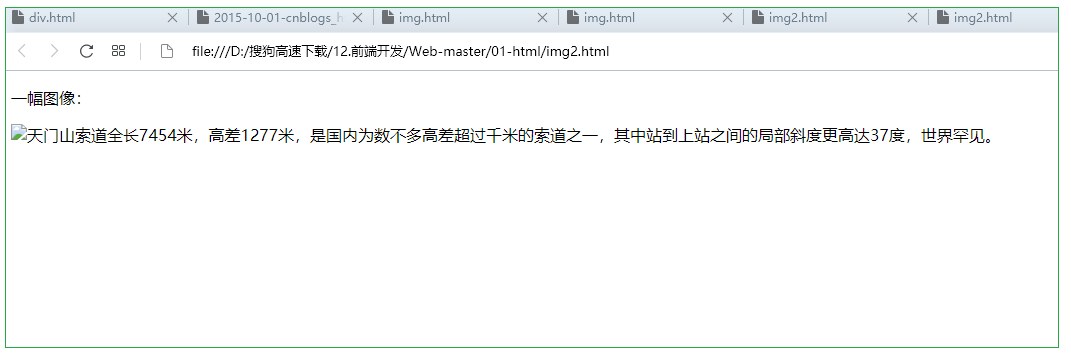 div.html
2015-10-01-cnblogs_h
img.html
img.html
img2.html
img2.html
file:///D:/搜狗高速下载/12.前端开发/Web-master/01-html/img2.html
一幅图像：
天门山索道全长7454米，高差1277米，是国内为数不多高差超过千米的索道之一，其中站到上站之间的局部斜度更高达37度，世界罕见。